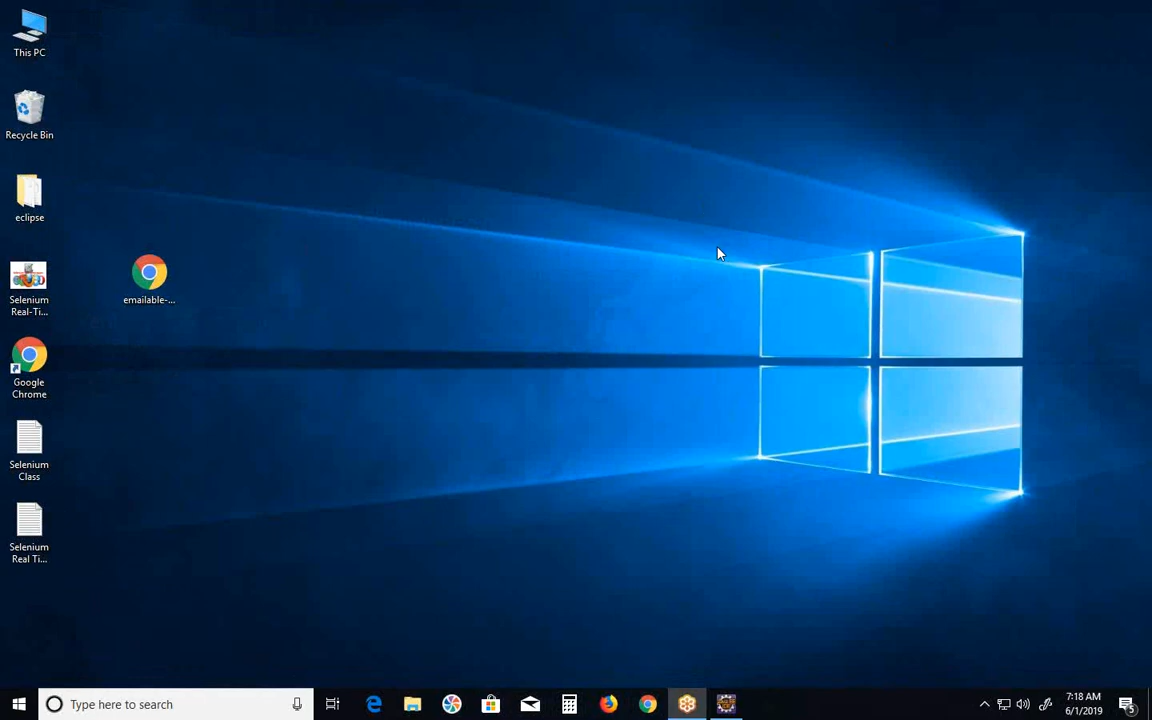 This PC
Recycle Bin
eclipse
Selenium
Real-Ti...
emailable-...
Google
Chrome
Selenium
Class
Selenium
Real Ti...
Type here to search
7:18 AM
6/1/2019
5